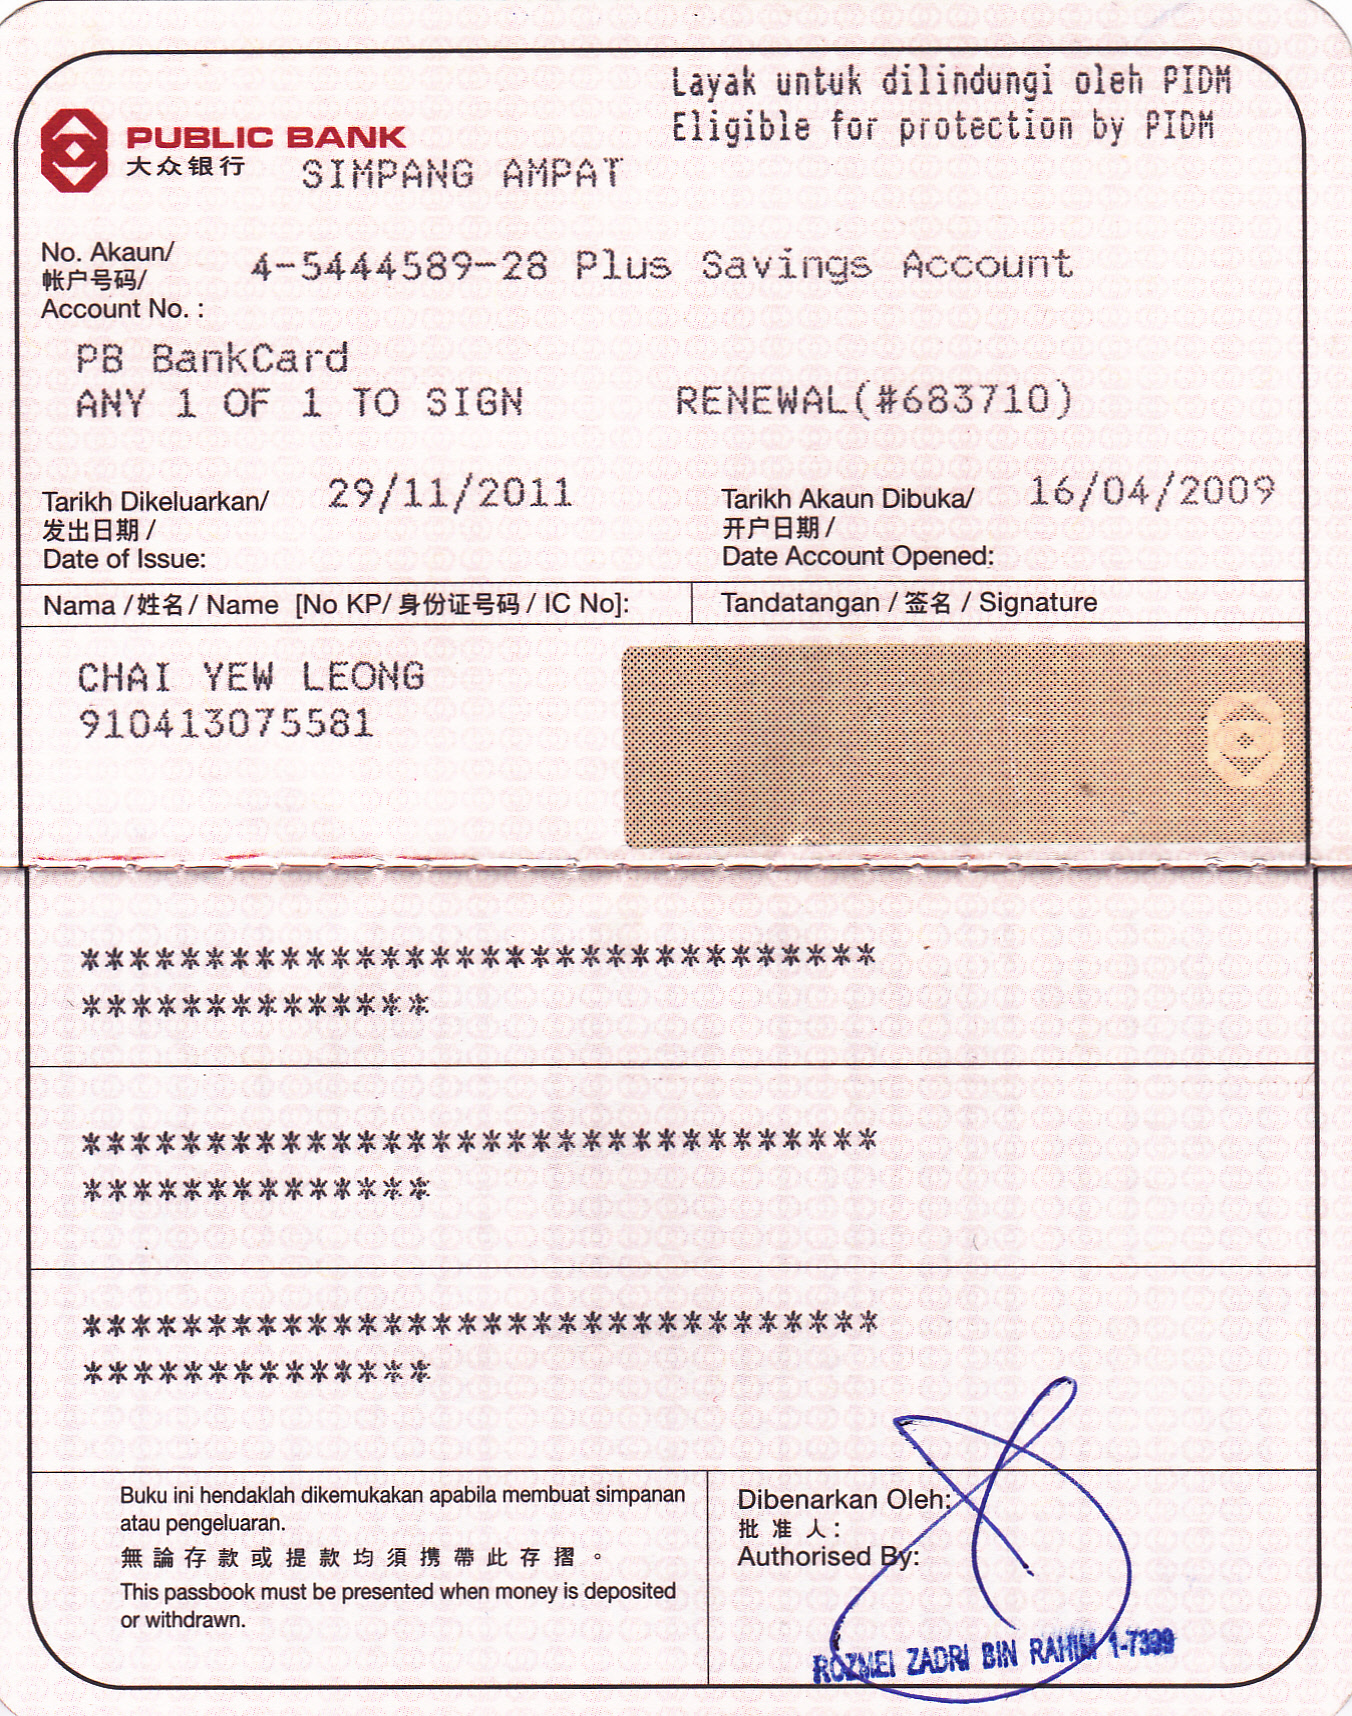 Layak untuk dilindungi oleh PIDM
Eligible for protection by PIDM
PUBLIC BANK
大众银行
SIMPANG AMPAT
No. Akaun/
帐户号码/
Account No. :
4-5444589-28 Plus Savings Account
PB BankCard
ANY 1 OF 1 TO SIGN RENEWAL(#683710)
Tarikh Dikeluarkan/
发出日期 /
Date of Issue:
29/11/2011
Tarikh Akaun Dibuka/
开户日期 /
Date Account Opened:
16/04/2009
Nama / 姓名 / Name [No KP/ 身份证号码 / IC No]:
Tandatangan / 签名 / Signature
CHAI YEW LEONG
910413075581
********************************
**************
********************************
**************
********************************
**************
Buku ini hendaklah dikemukakan apabila membuat simpanan
atau pengeluaran.
無論存款或提款均須携帶此存摺。
This passbook must be presented when money is deposited
or withdrawn.
Dibenarkan Oleh:
批 准 人 :
Authorised By:
ROZMEI ZADRI BIN RAHIM